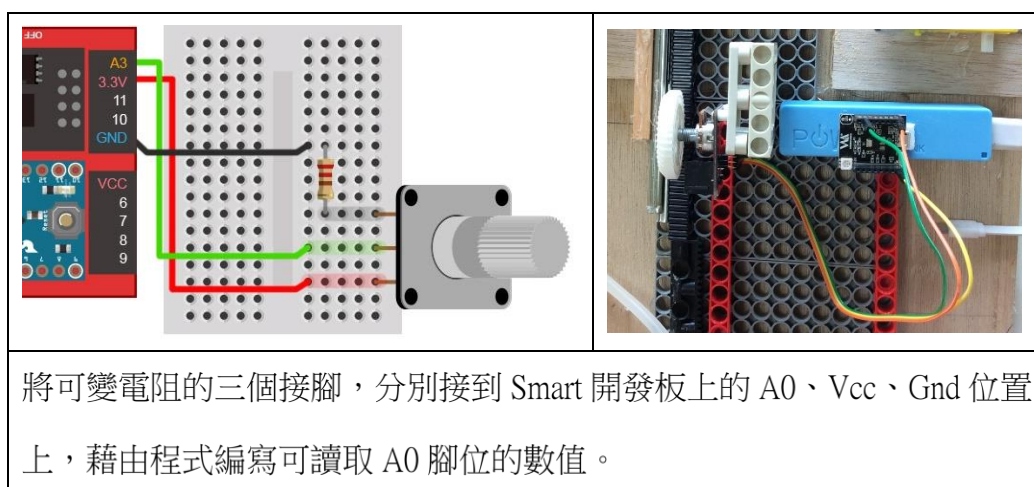 OFF
A3
3.3V
11
10
GND
VCC
6
7
8
9
Reset
將可變電阻的三個接腳，分別接到 Smart 開發板上的 A0、Vcc、Gnd 位置
上，藉由程式編寫可讀取 A0 腳位的數值。